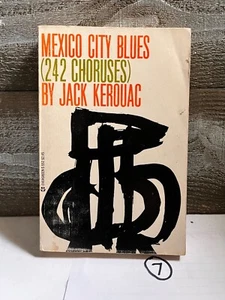 MEXICO CITY BLUES
(242 CHORUSES)
BY JACK KEROUAC
7